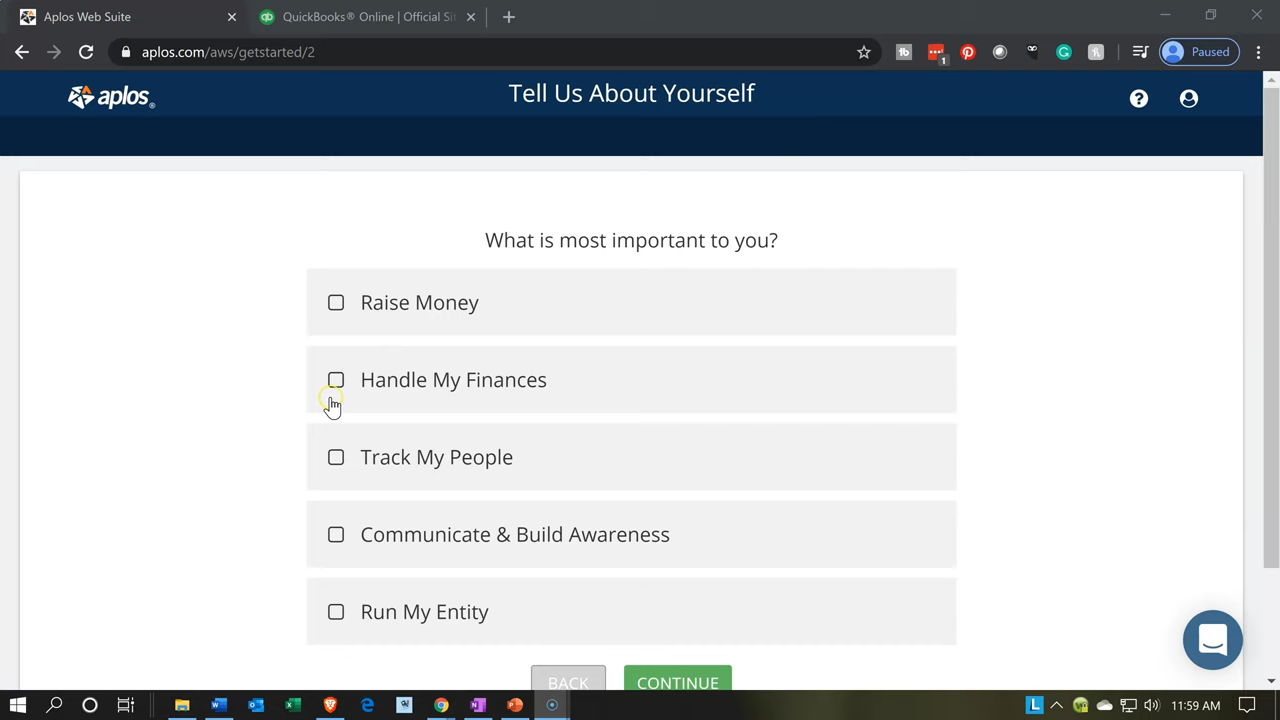 Aplos Web Suite
QuickBooks® Online | Official Sit
aplos.com/aws/getstarted/2
1
Paused
aplos
Tell Us About Yourself
What is most important to you?
Raise Money
Handle My Finances
Track My People
Communicate & Build Awareness
Run My Entity
BACK
CONTINUE
11:59 AM